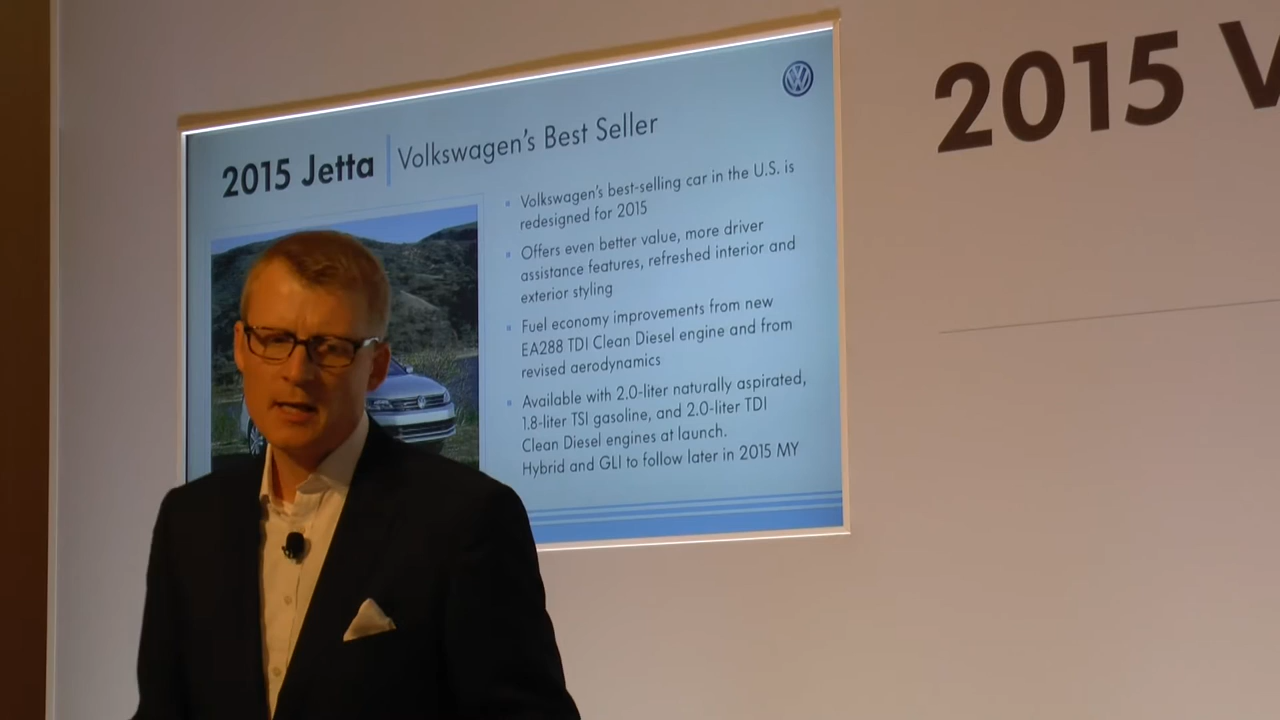 2015 V
2015 Jetta
Volkswagen's Best Seller
▪ Volkswagen's best-selling car in the U.S. is
redesigned for 2015
▪ Offers even better value, more driver
assistance features, refreshed interior and
exterior styling
▪ Fuel economy improvements from new
EA288 TDI Clean Diesel engine and from
revised aerodynamics
▪ Available with 2.0-liter naturally aspirated,
1.8-liter TSI gasoline, and 2.0-liter TDI
Clean Diesel engines at launch.
Hybrid and GLI to follow later in 2015 MY